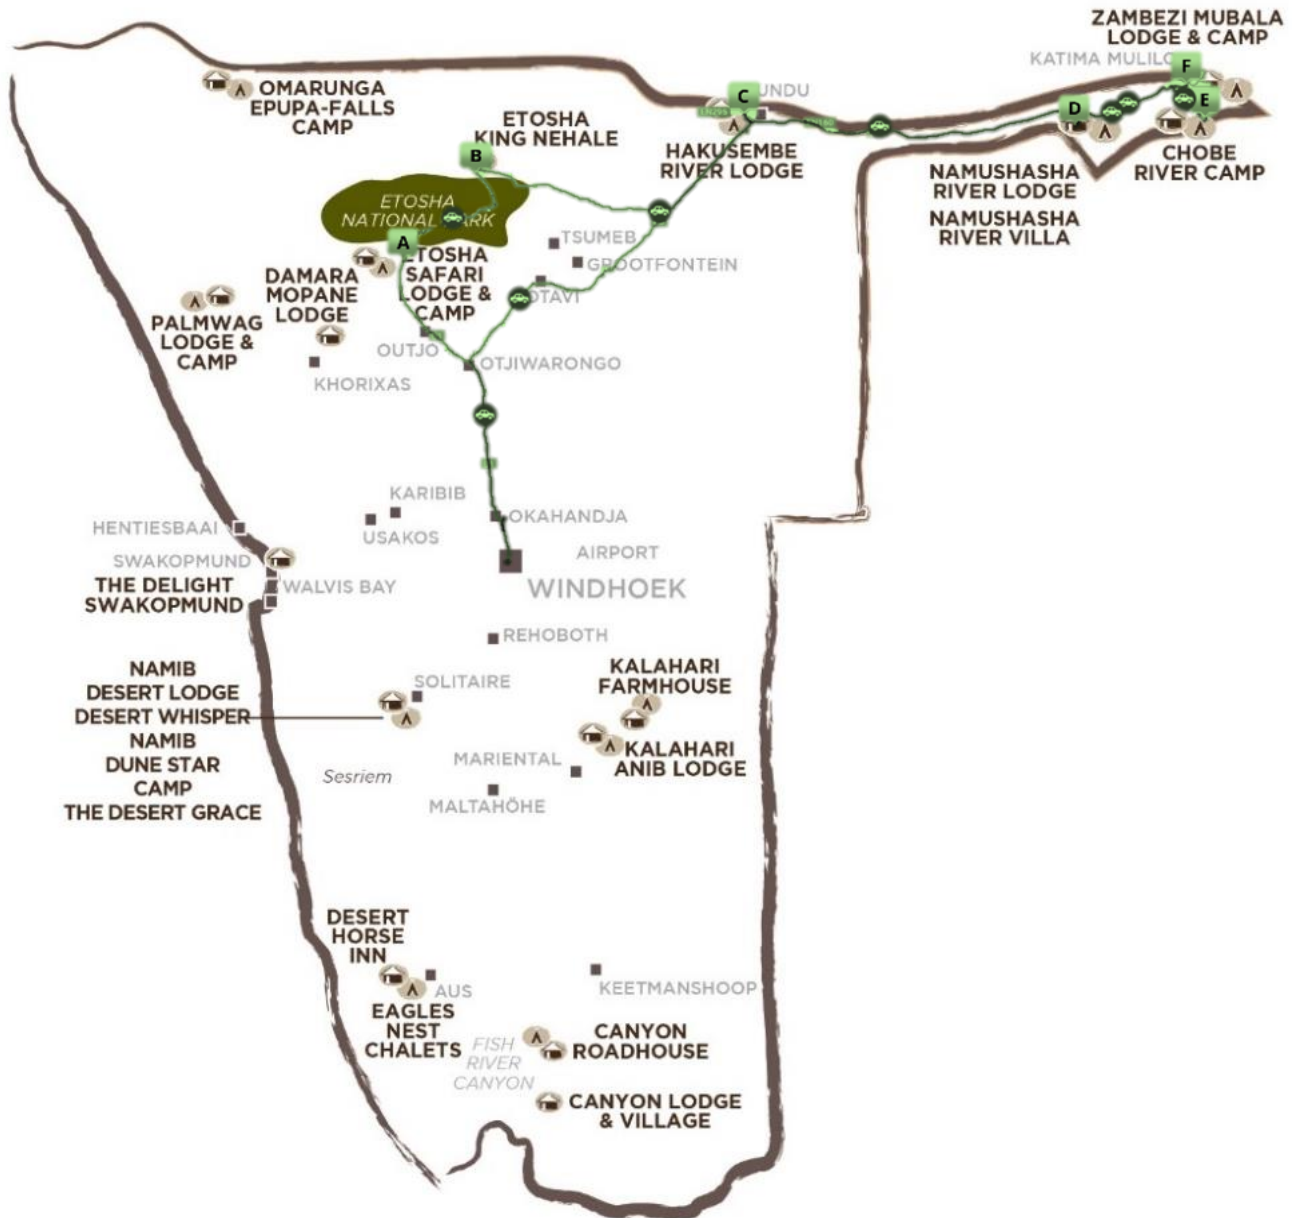 ZAMBEZI MUBALA
LODGE & CAMP
KATIMA MULILO
F
E
D
C
UNDU
OMARUNGA
EPUPA-FALLS
CAMP
ETOSHA
KING NEHALE
B
HAKUSEMBE
RIVER LODGE
NAMUSHASHA
RIVER LODGE
NAMUSHASHA
RIVER VILLA
CHOBE
RIVER CAMP
ETOSHA
NATIONAL PARK
A
ETOSHA
SAFARI
LODGE &
CAMP
TSUMEB
GROOTFONTEIN
OTAVI
DAMARA
MOPANE
LODGE
PALMWAG
LODGE &
CAMP
OUTJO
OTJIWARONGO
KHORIXAS
KARIBIB
USAKOS
OKAHANDJA
HENTIESBAAI
SWAKOPMUND
AIRPORT
WINDHOEK
WALVIS BAY
THE DELIGHT
SWAKOPMUND
REHOBOTH
NAMIB
DESERT LODGE
DESERT WHISPER
NAMIB
DUNE STAR
CAMP
THE DESERT GRACE
SOLITAIRE
KALAHARI
FARMHOUSE
KALAHARI
ANIB LODGE
MARIENTAL
Sesriem
MALTAHÖHE
DESERT
HORSE
INN
AUS
EAGLES
NEST
CHALETS
KEETMANSHOOP
FISH
RIVER
CANYON
CANYON
ROADHOUSE
CANYON LODGE
& VILLAGE